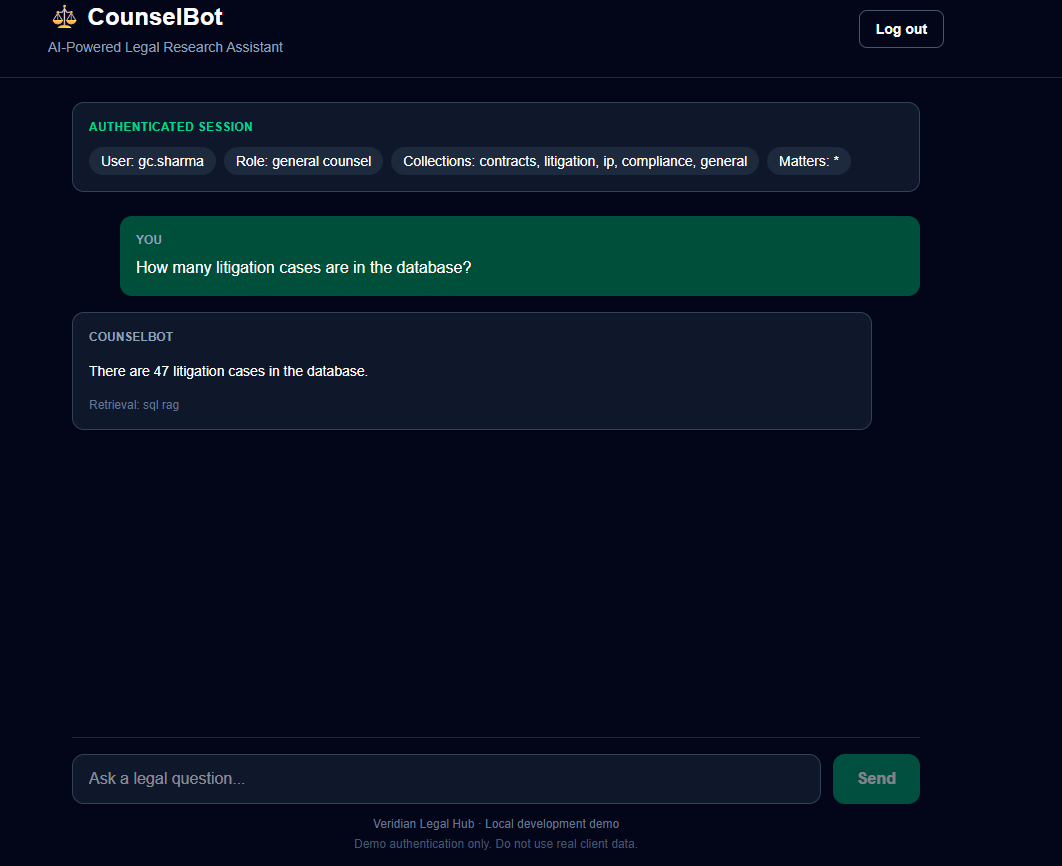 CounselBot
AI-Powered Legal Research Assistant
Log out
AUTHENTICATED SESSION
User: gc.sharma
Role: general counsel
Collections: contracts, litigation, ip, compliance, general
Matters: *
YOU
How many litigation cases are in the database?
COUNSELBOT
There are 47 litigation cases in the database.
Retrieval: sql rag
Ask a legal question...
Send
Veridian Legal Hub · Local development demo
Demo authentication only. Do not use real client data.